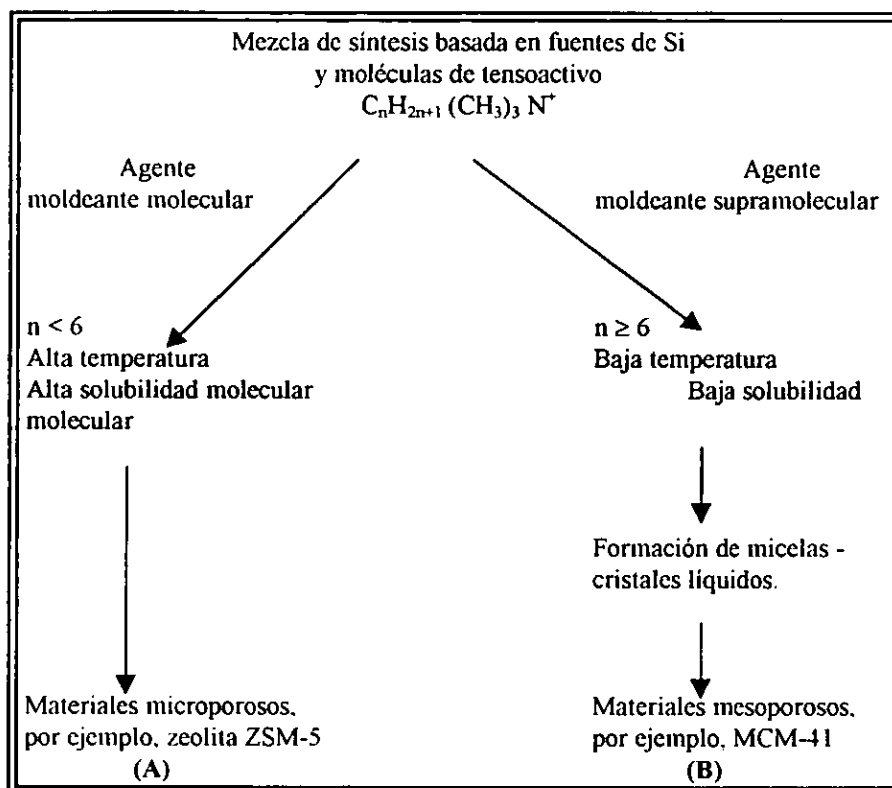 Mezcla de síntesis basada en fuentes de Si
y moléculas de tensoactivo
CₙH₂ₙ₊₁ (CH₃)₃ N⁺
Agente
moldeante molecular
n < 6
Alta temperatura
Alta solubilidad molecular
molecular
Materiales microporosos,
por ejemplo, zeolita ZSM-5
(A)
Agente
moldeante supramolecular
n ≥ 6
Baja temperatura
Baja solubilidad
Formación de micelas -
cristales líquidos.
Materiales mesoporosos,
por ejemplo, MCM-41
(B)